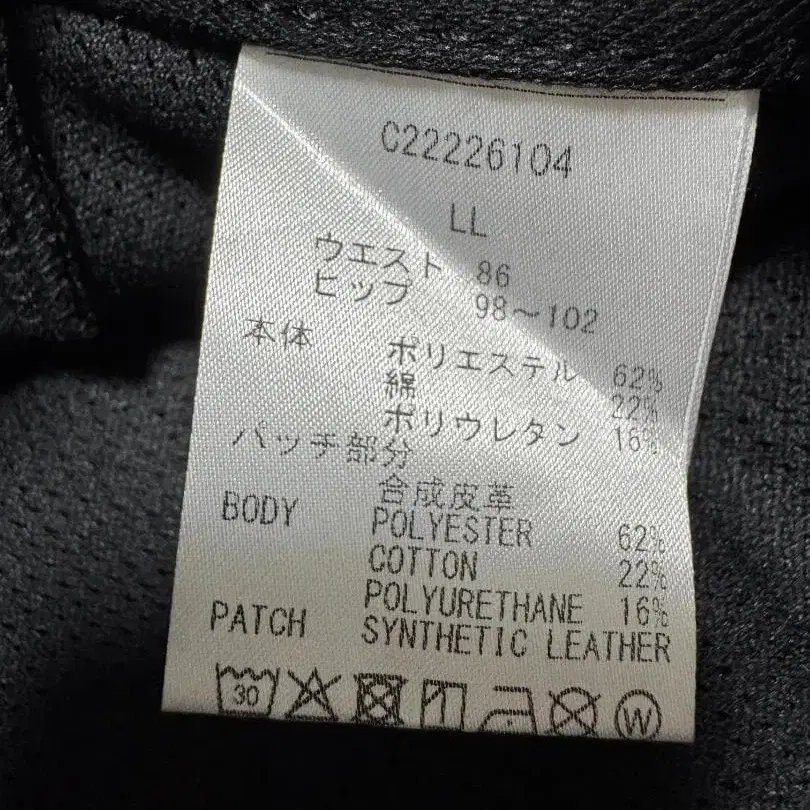 C22226104
LL
ウエスト 86
ヒップ 98～102
本体 ポリエステル 62%
綿 22%
ポリウレタン 16%
パッチ部分
合成皮革
BODY POLYESTER 62%
COTTON 22%
POLYURETHANE 16%
PATCH SYNTHETIC LEATHER
30 W